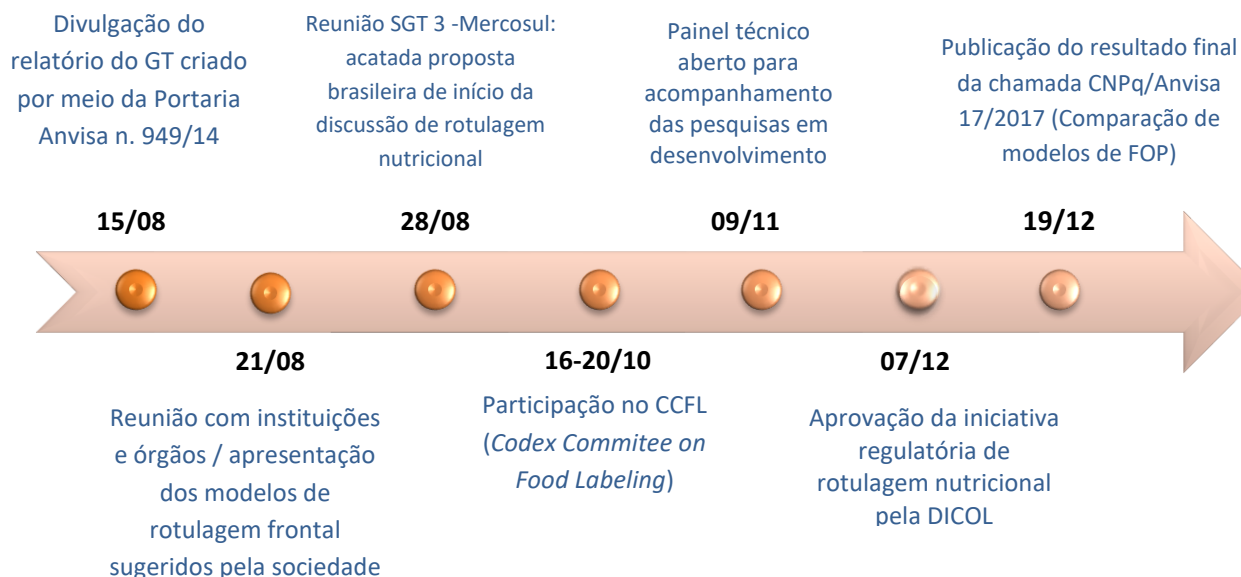 Divulgação do
relatório do GT criado
por meio da Portaria
Anvisa n. 949/14
15/08
21/08
Reunião com instituições
e órgãos / apresentação
dos modelos de
rotulagem frontal
sugeridos pela sociedade
Reunião SGT 3 -Mercosul:
acatada proposta
brasileira de início da
discussão de rotulagem
nutricional
28/08
16-20/10
Participação no CCFL
(Codex Commitee on
Food Labeling)
Painel técnico
aberto para
acompanhamento
das pesquisas em
desenvolvimento
09/11
07/12
Aprovação da iniciativa
regulatória de
rotulagem nutricional
pela DICOL
Publicação do resultado final
da chamada CNPq/Anvisa
17/2017 (Comparação de
modelos de FOP)
19/12